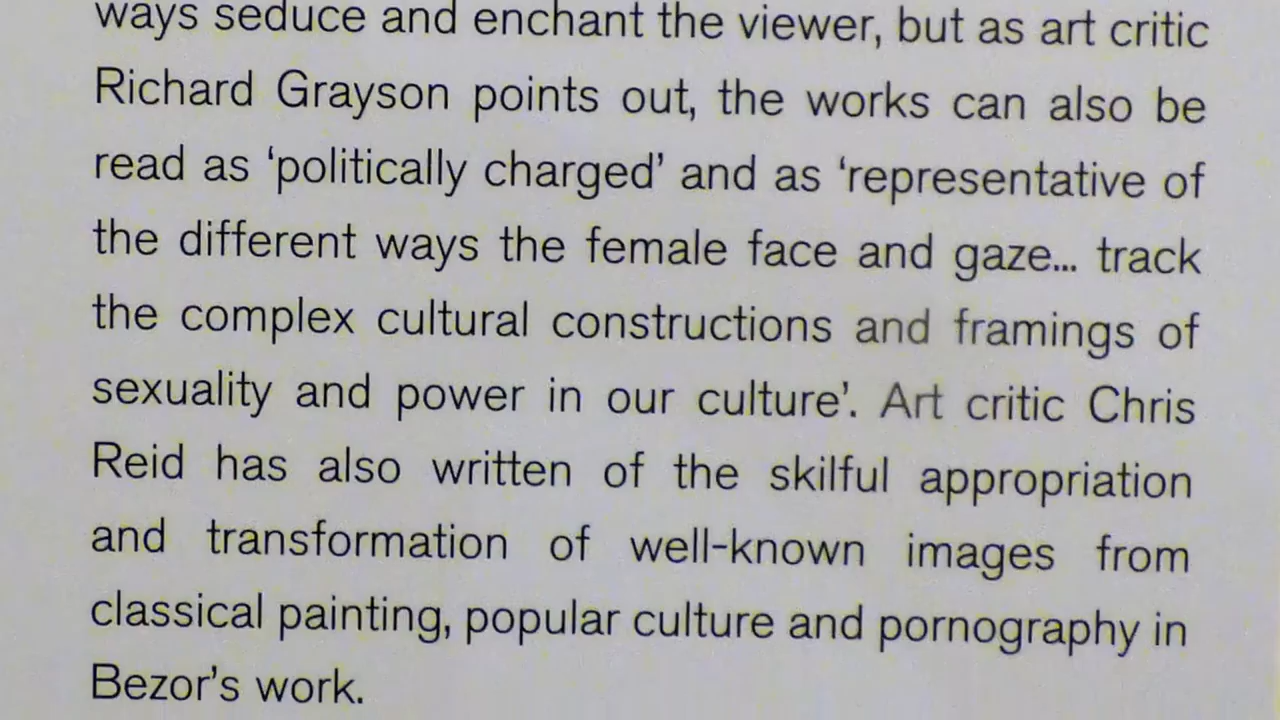 ways seduce and enchant the viewer, but as art critic
Richard Grayson points out, the works can also be
read as ‘politically charged’ and as ‘representative of
the different ways the female face and gaze... track
the complex cultural constructions and framings of
sexuality and power in our culture’. Art critic Chris
Reid has also written of the skilful appropriation
and transformation of well-known images from
classical painting, popular culture and pornography in
Bezor’s work.